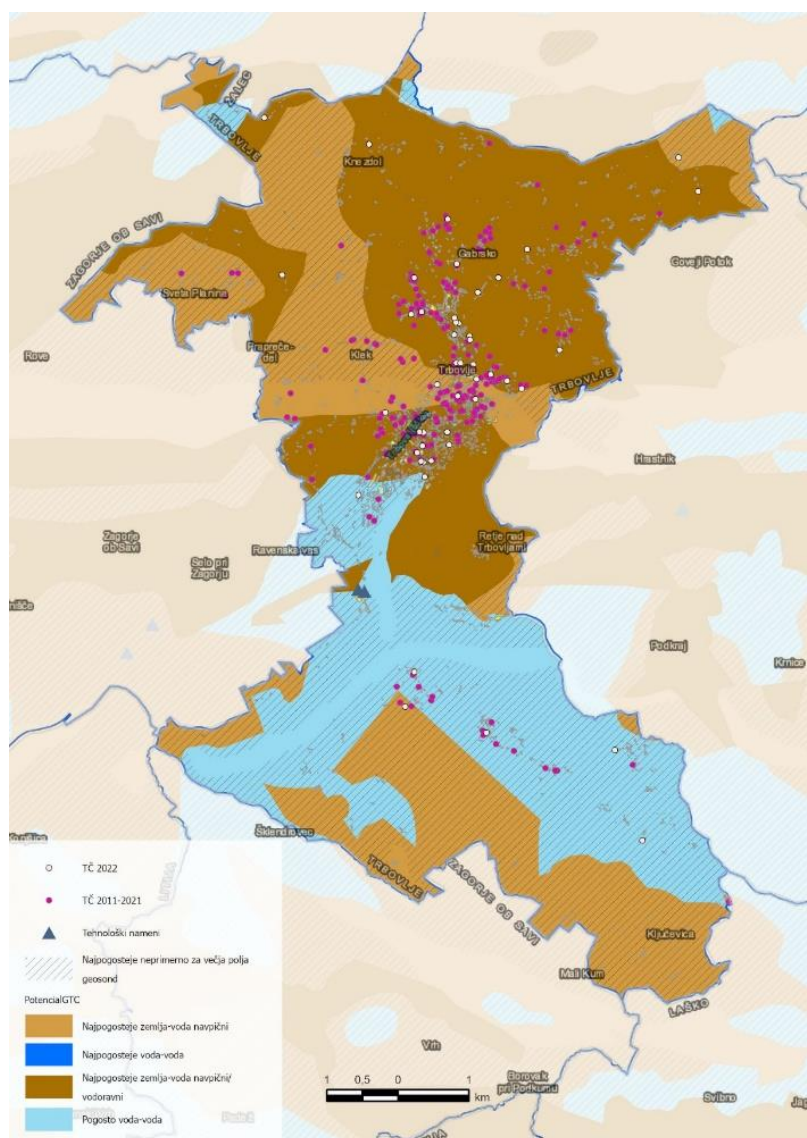 ŽALEC
TRBOVLJE
Knezdol
ZAGORJE OB SAVI
Gabrsko
Govejl Potok
Sveta Planina
Rove
Prapreče-
del
Klek
Trbovlje
TRBOVLJE
Hrastnik
Zagorje
ob Savi
Selo pri
Zagorju
Ravenska vas
Retje nad
Trbovljami
Podkraj
Krnice
Šklendrovec
TRBOVLJE
ZAGORJE OB SAVI
LITIJA
Ključevica
Mali Kum
LAŠKO
Vrh
Borovak
pri Podkumu
Svibno
TČ 2022
TČ 2011-2021
Tehnološki nameni
Najpogosteje neprimerno za večja polja
geosond
PotencialGTC
Najpogosteje zemlja-voda navpični
Najpogosteje voda-voda
Najpogosteje zemlja-voda navpični/
vodoravni
Pogosto voda-voda
1 0,5 0 1
km